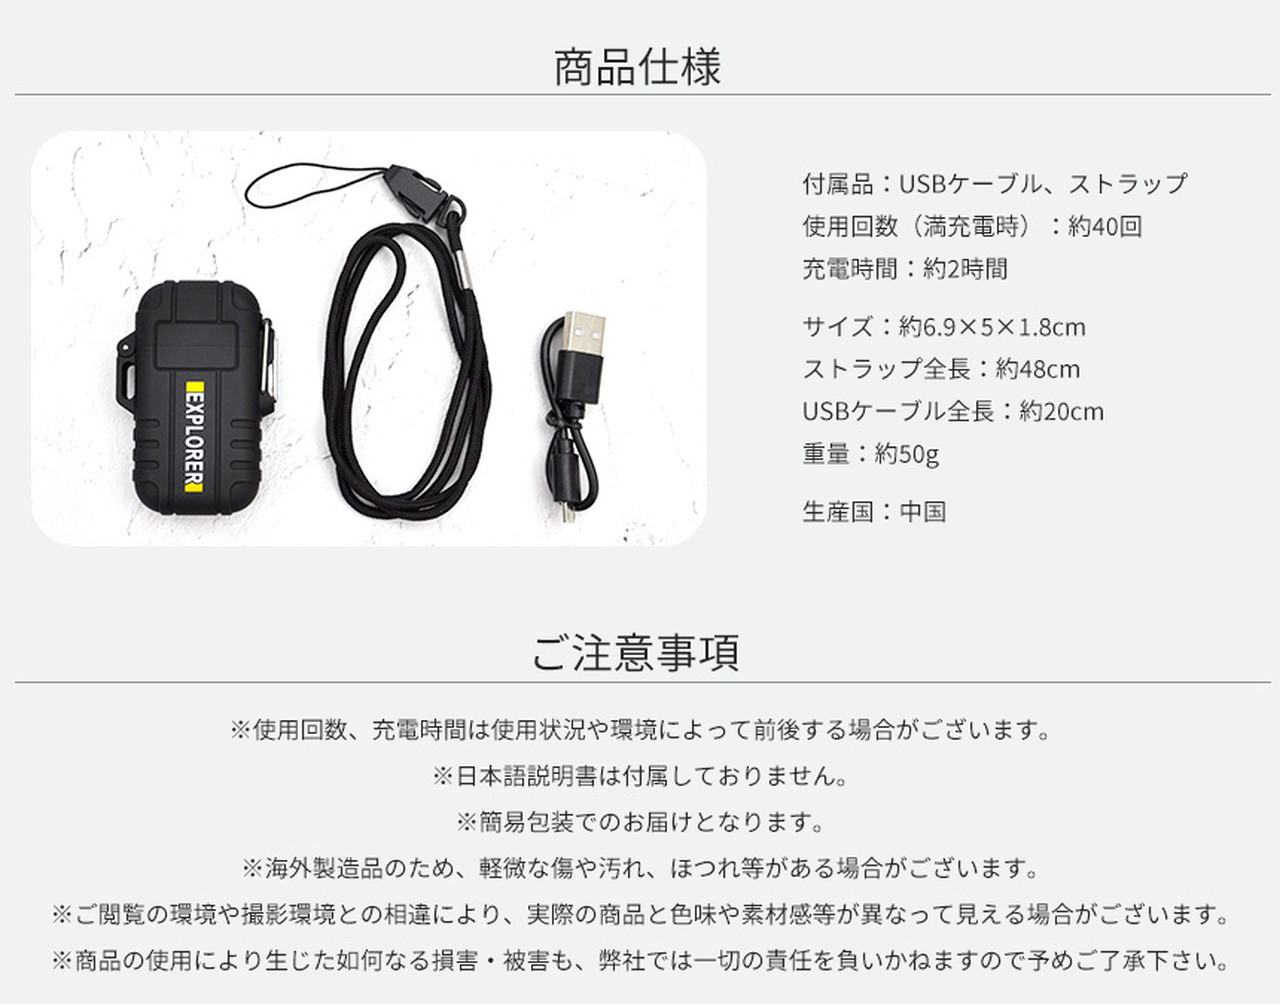 商品仕様
EXPLORER
付属品：USBケーブル、ストラップ
使用回数（満充電時）：約40回
充電時間：約2時間
サイズ：約6.9×5×1.8cm
ストラップ全長：約48cm
USBケーブル全長：約20cm
重量：約50g
生産国：中国
ご注意事項
※使用回数、充電時間は使用状況や環境によって前後する場合がございます。
※日本語説明書は付属しておりません。
※簡易包装でのお届けとなります。
※海外製造品のため、軽微な傷や汚れ、ほつれ等がある場合がございます。
※ご閲覧の環境や撮影環境との相違により、実際の商品と色味や素材感等が異なって見える場合がございます。
※商品の使用により生じた如何なる損害・被害も、弊社では一切の責任を負いかねますので予めご了承下さい。